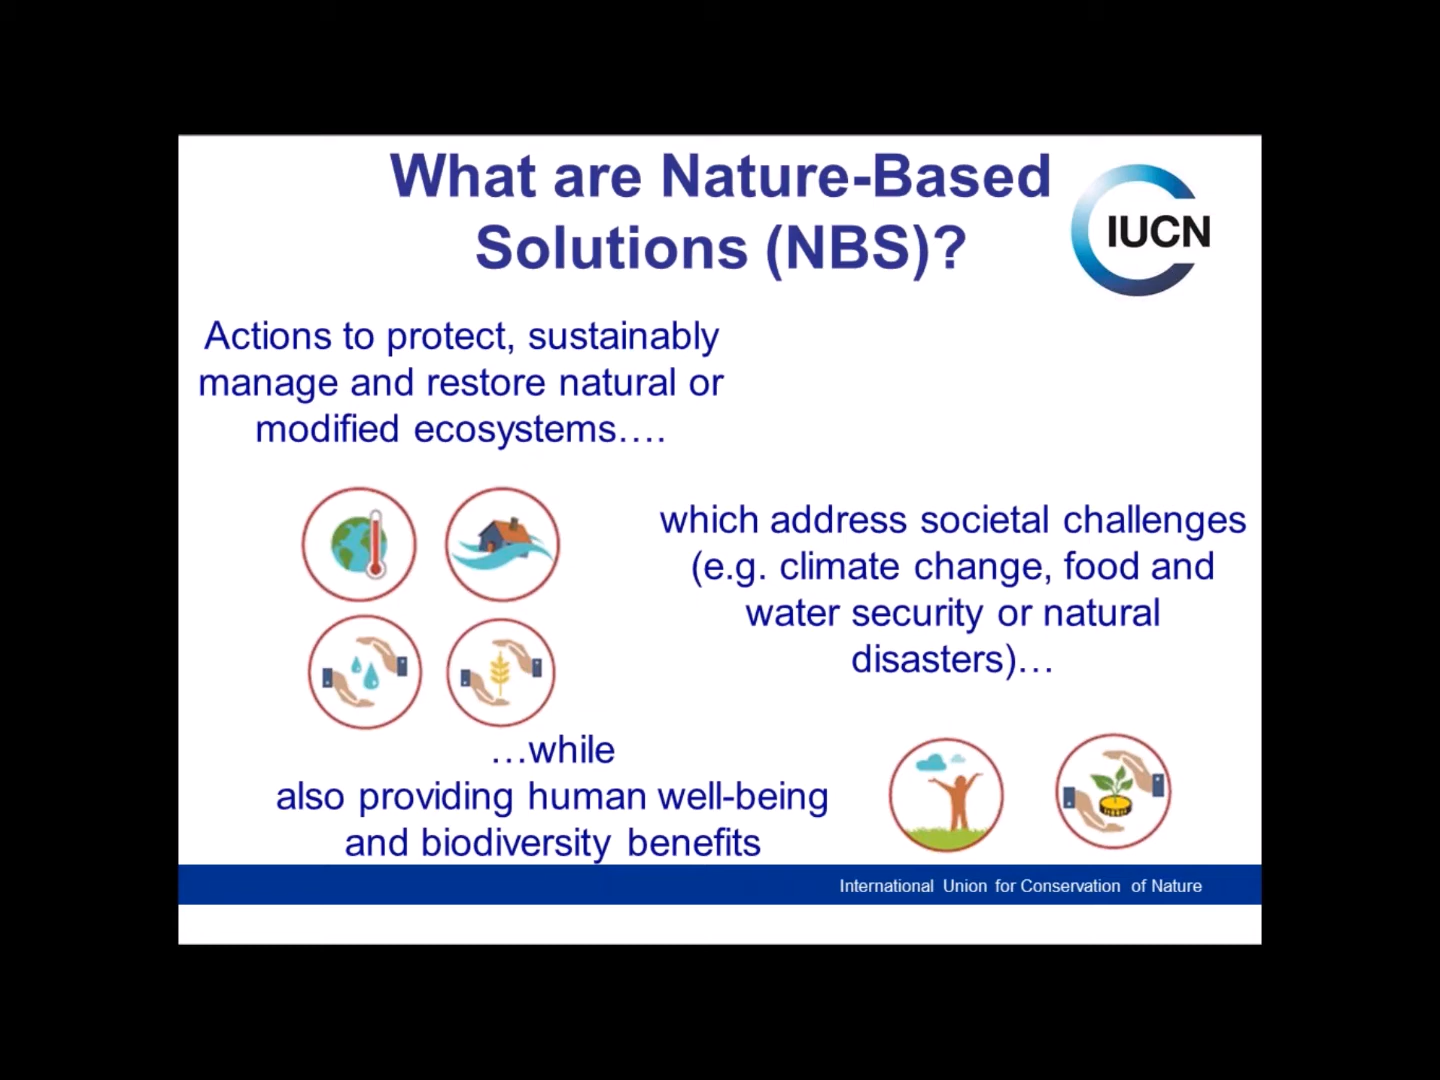 What are Nature-Based
Solutions (NBS)?
IUCN
Actions to protect, sustainably
manage and restore natural or
modified ecosystems….
which address societal challenges
(e.g. climate change, food and
water security or natural
disasters)…
…while
also providing human well-being
and biodiversity benefits
International Union for Conservation of Nature